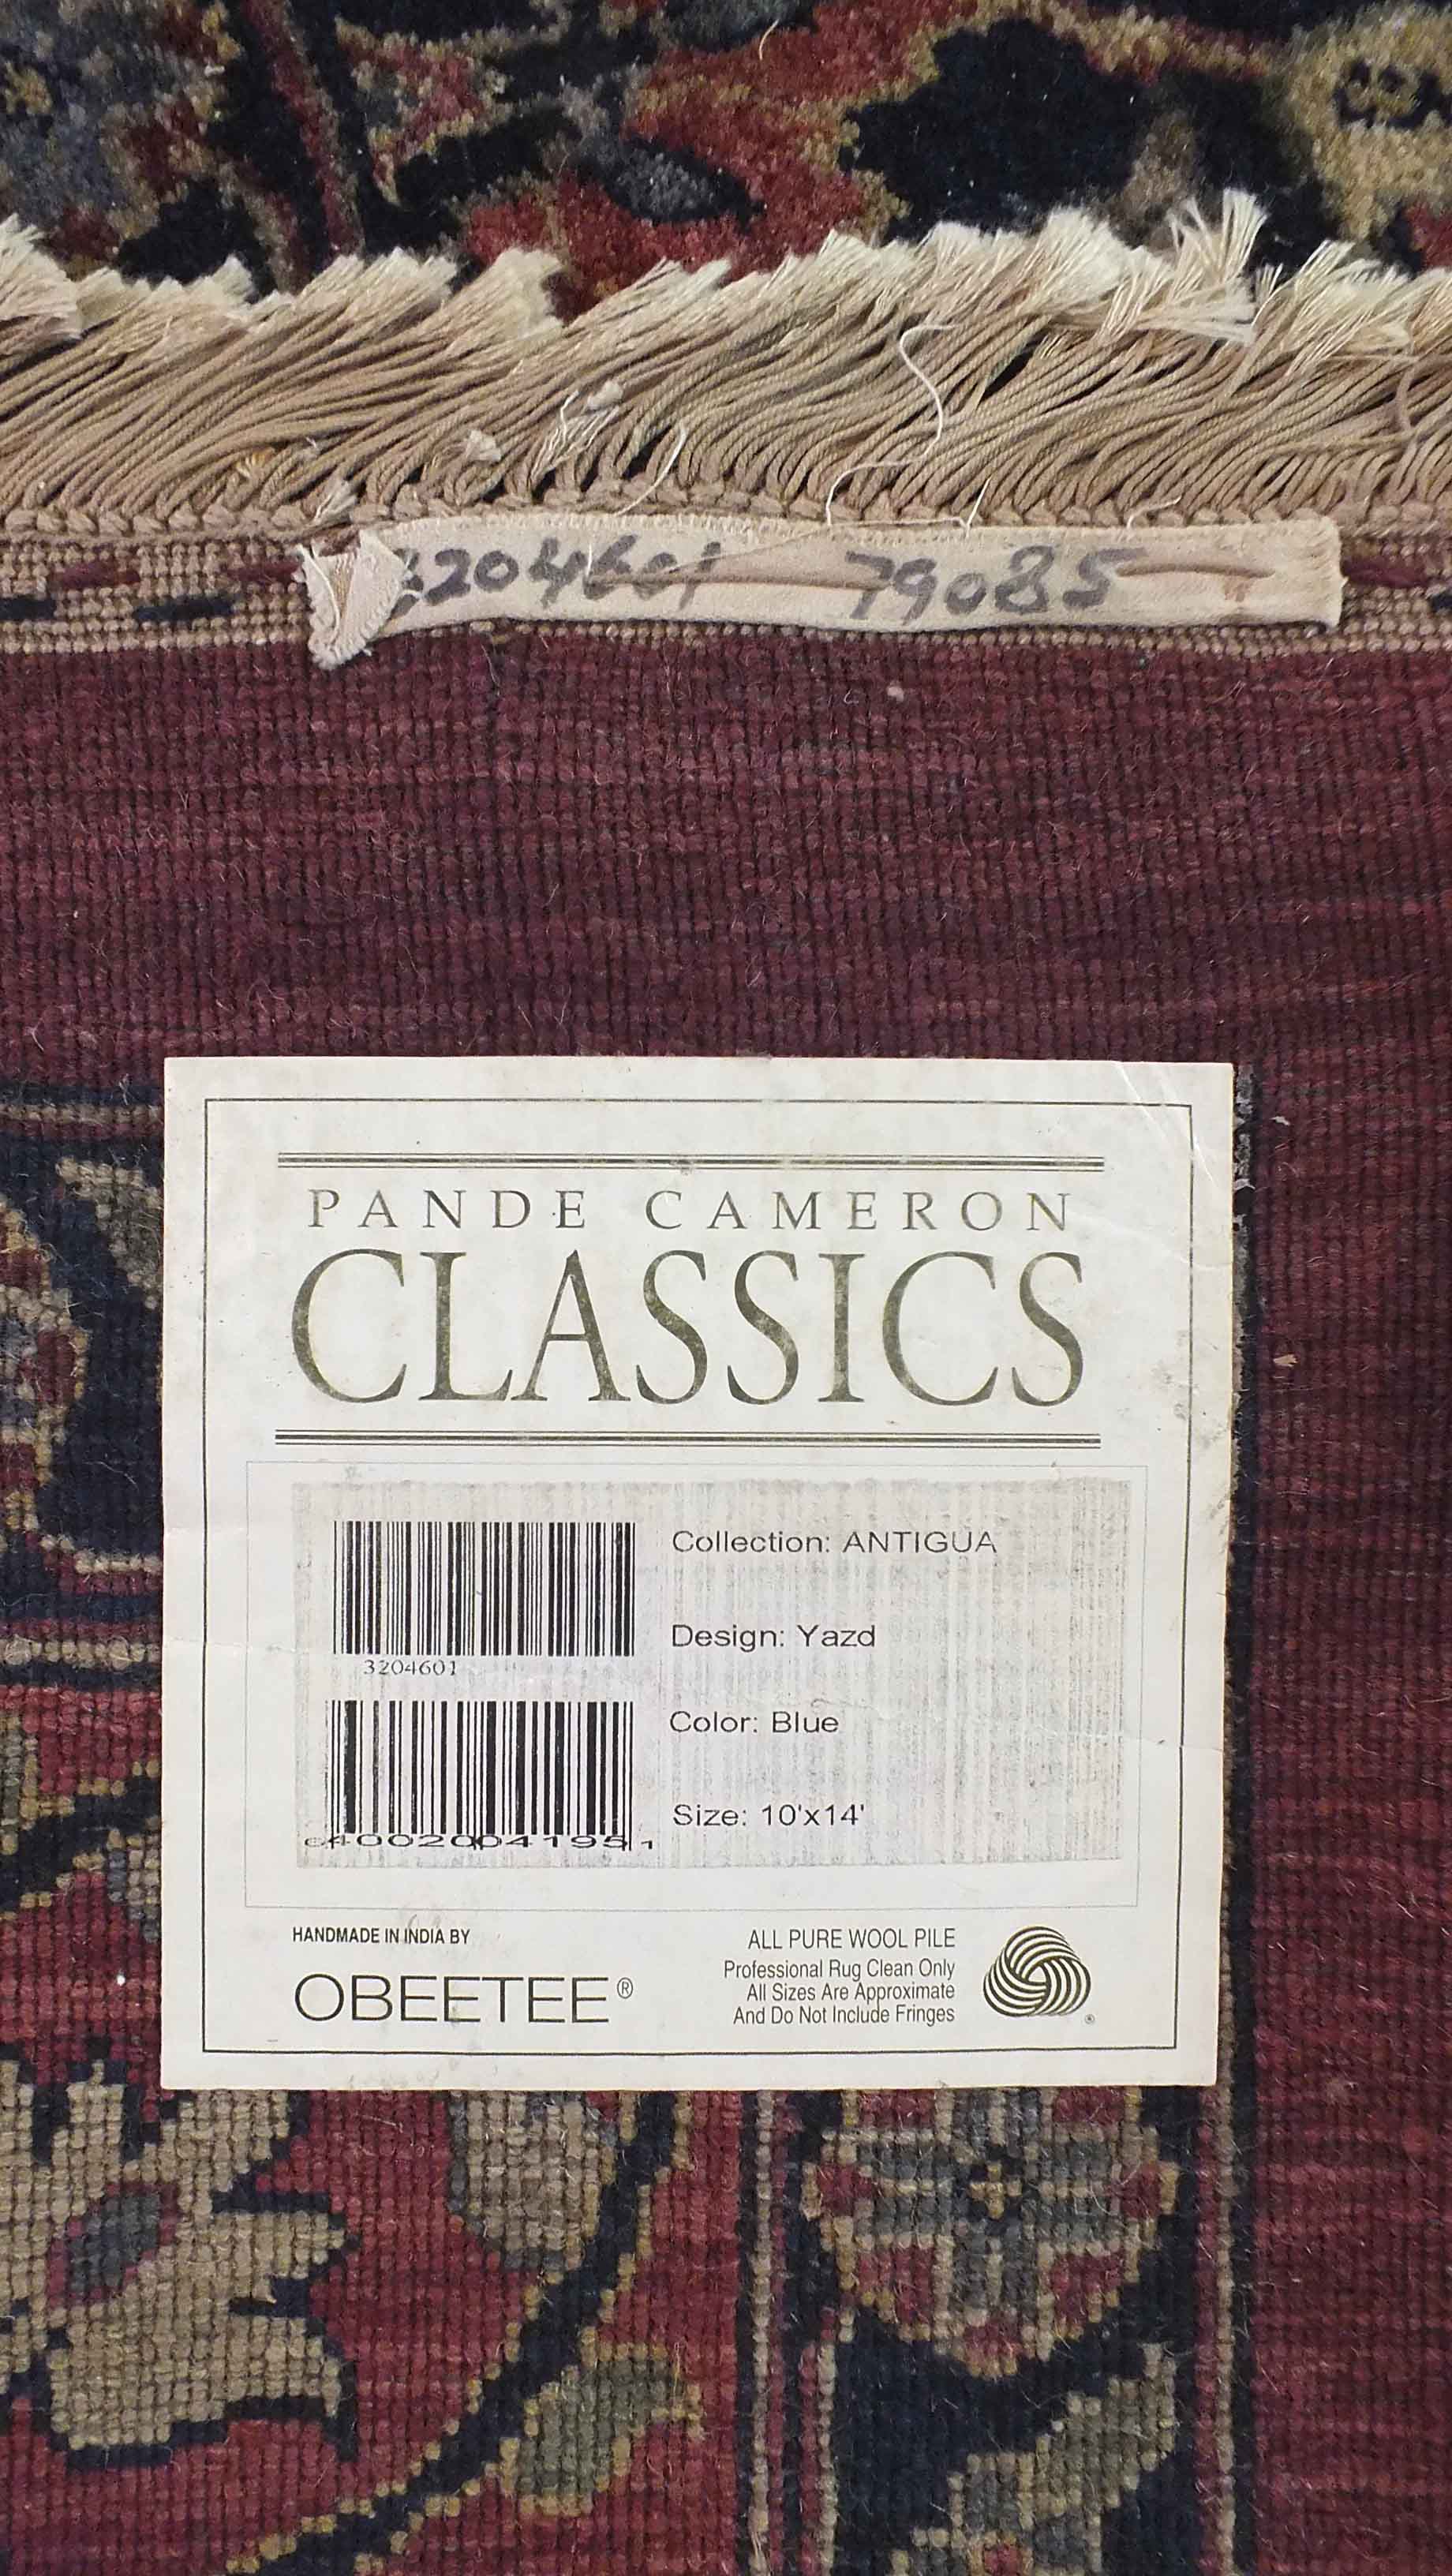 3204601 79085
PANDE CAMERON
CLASSICS
Collection: ANTIGUA
Design: Yazd
3204601
Color: Blue
Size: 10'x14'
640020041951
HANDMADE IN INDIA BY
OBEETEE®
ALL PURE WOOL PILE
Professional Rug Clean Only
All Sizes Are Approximate
And Do Not Include Fringes
®